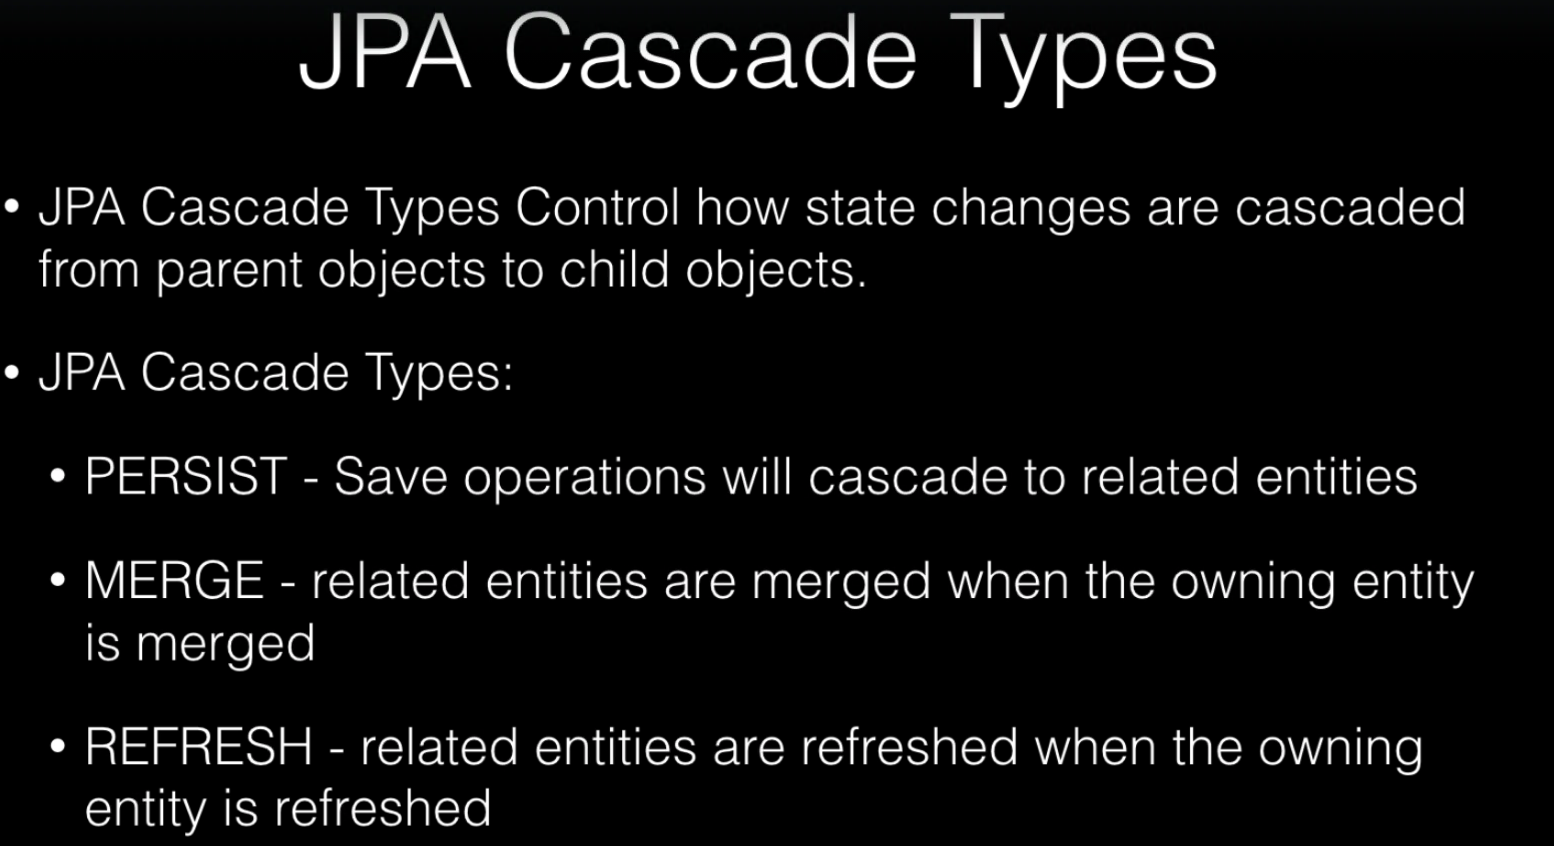 JPA Cascade Types
• JPA Cascade Types Control how state changes are cascaded
from parent objects to child objects.
• JPA Cascade Types:
• PERSIST - Save operations will cascade to related entities
• MERGE - related entities are merged when the owning entity
is merged
• REFRESH - related entities are refreshed when the owning
entity is refreshed